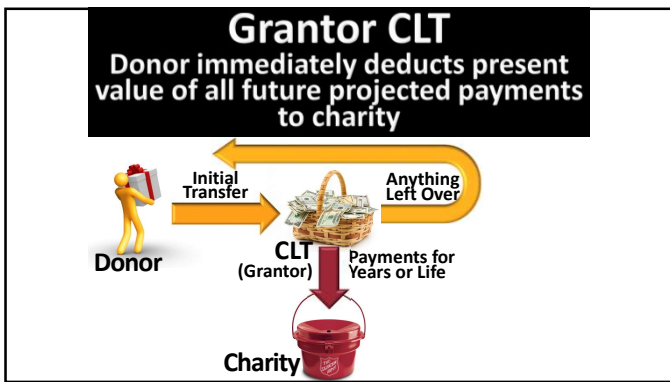 Grantor CLT
Donor immediately deducts present
value of all future projected payments
to charity
Initial
Transfer
Anything
Left Over
Donor
CLT
(Grantor)
Payments for
Years or Life
Charity